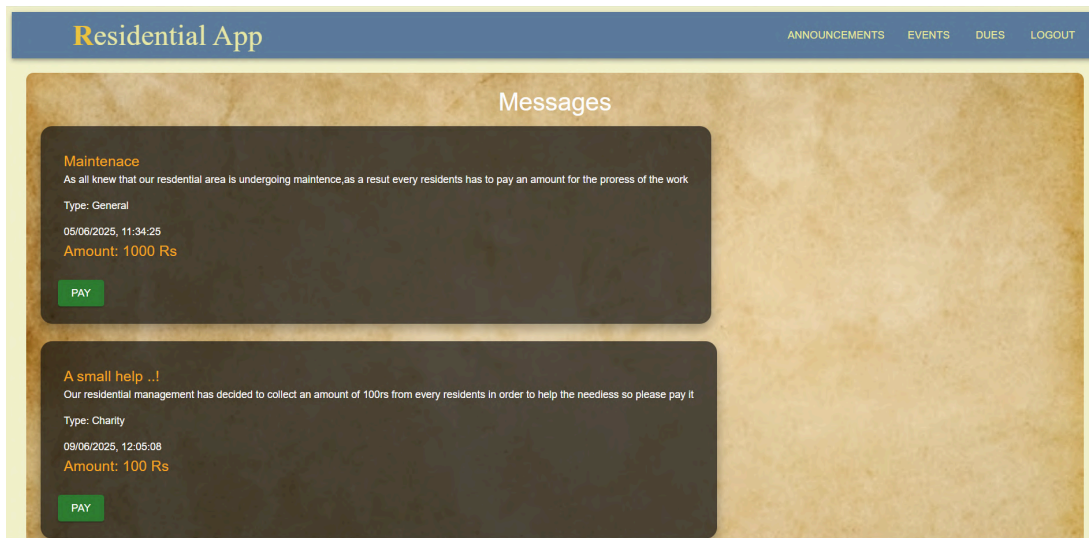 Residential App
ANNOUNCEMENTS EVENTS DUES LOGOUT
Messages
Maintenace
As all knew that our resdential area is undergoing maintence,as a resut every residents has to pay an amount for the proress of the work
Type: General
05/06/2025, 11:34:25
Amount: 1000 Rs
PAY
A small help ..!
Our residential management has decided to collect an amount of 100rs from every residents in order to help the neediess so please pay it
Type: Charity
09/06/2025, 12:05:08
Amount: 100 Rs
PAY